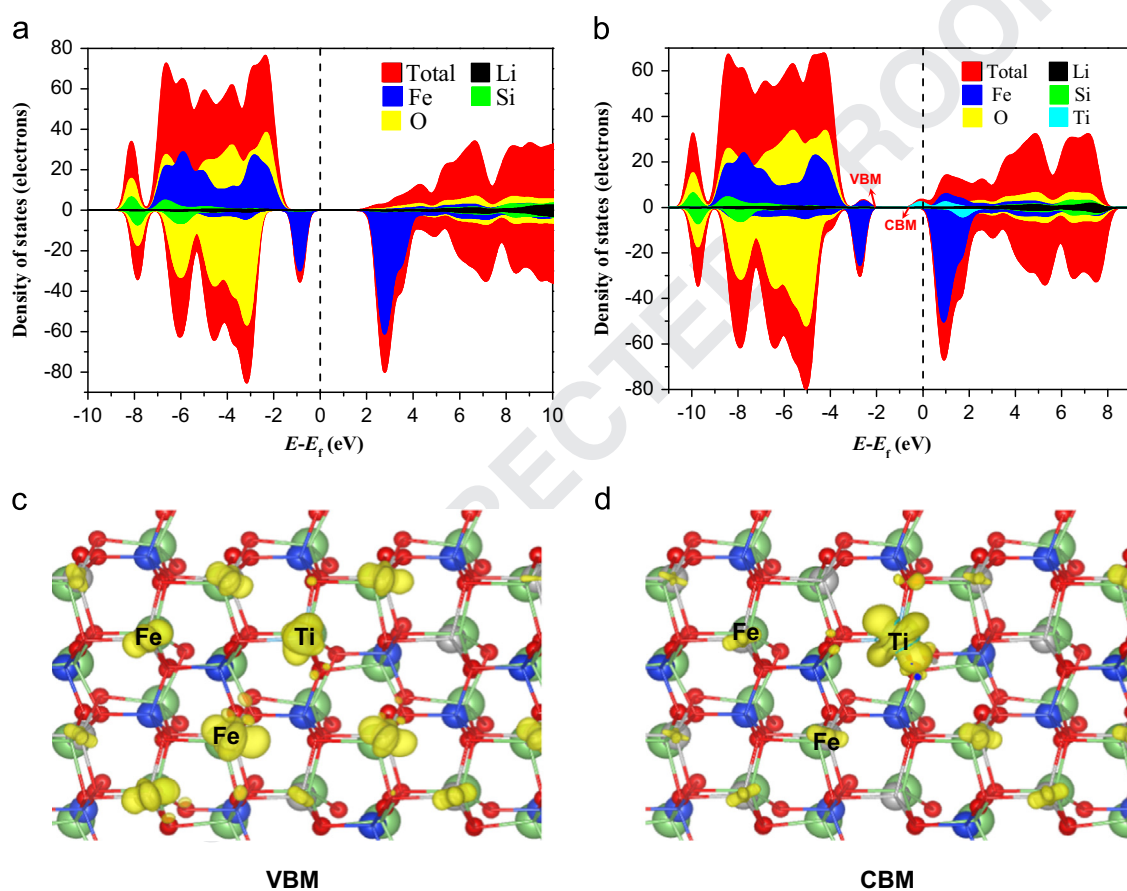 a
80
60
40
20
0
-20
-40
-60
-80
Density of states (electrons)
Total
Li
Fe
Si
O
-10
-8
-6
-4
-2
0
2
4
6
8
10
E-Ef (eV)
b
60
40
20
0
-20
-40
-60
-80
Density of states (electrons)
Total
Li
Fe
Si
O
Ti
VBM
CBM
-10
-8
-6
-4
-2
0
2
4
6
8
E-Ef (eV)
c
Fe
Ti
Fe
VBM
d
Fe
Ti
Fe
CBM
RECTED PROO